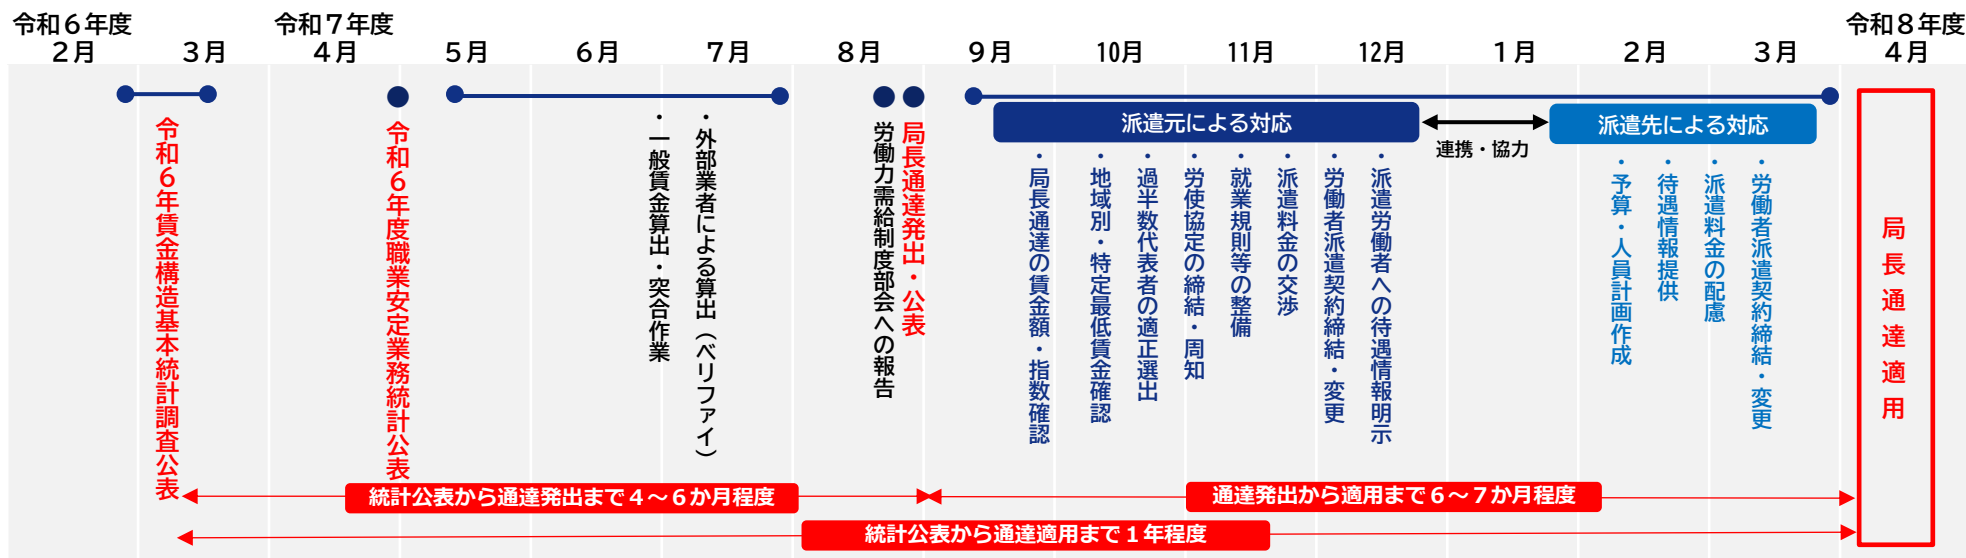 令和６年度
令和７年度
令和８年度
２月
３月
４月
５月
６月
７月
８月
９月
10月
11月
12月
１月
２月
３月
４月
令和６年賃金構造基本統計調査公表
令和６年度職業安定業務統計公表
・一般賃金算出・突合作業
・外部業者による算出（ベリファイ）
労働力需給制度部会への報告
局長通達発出・公表
派遣元による対応
連携・協力
派遣先による対応
・局長通達の賃金額・指数確認
・地域別・特定最低賃金確認
・過半数代表者の適正選出
・労使協定の締結・周知
・就業規則等の整備
・派遣料金の交渉
・労働者派遣契約締結・変更
・派遣労働者への待遇情報明示
・予算・人員計画作成
・待遇情報提供
・派遣料金の配慮
・労働者派遣契約締結・変更
局長通達適用
統計公表から通達発出まで４～６か月程度
通達発出から適用まで６～７か月程度
統計公表から通達適用まで１年程度